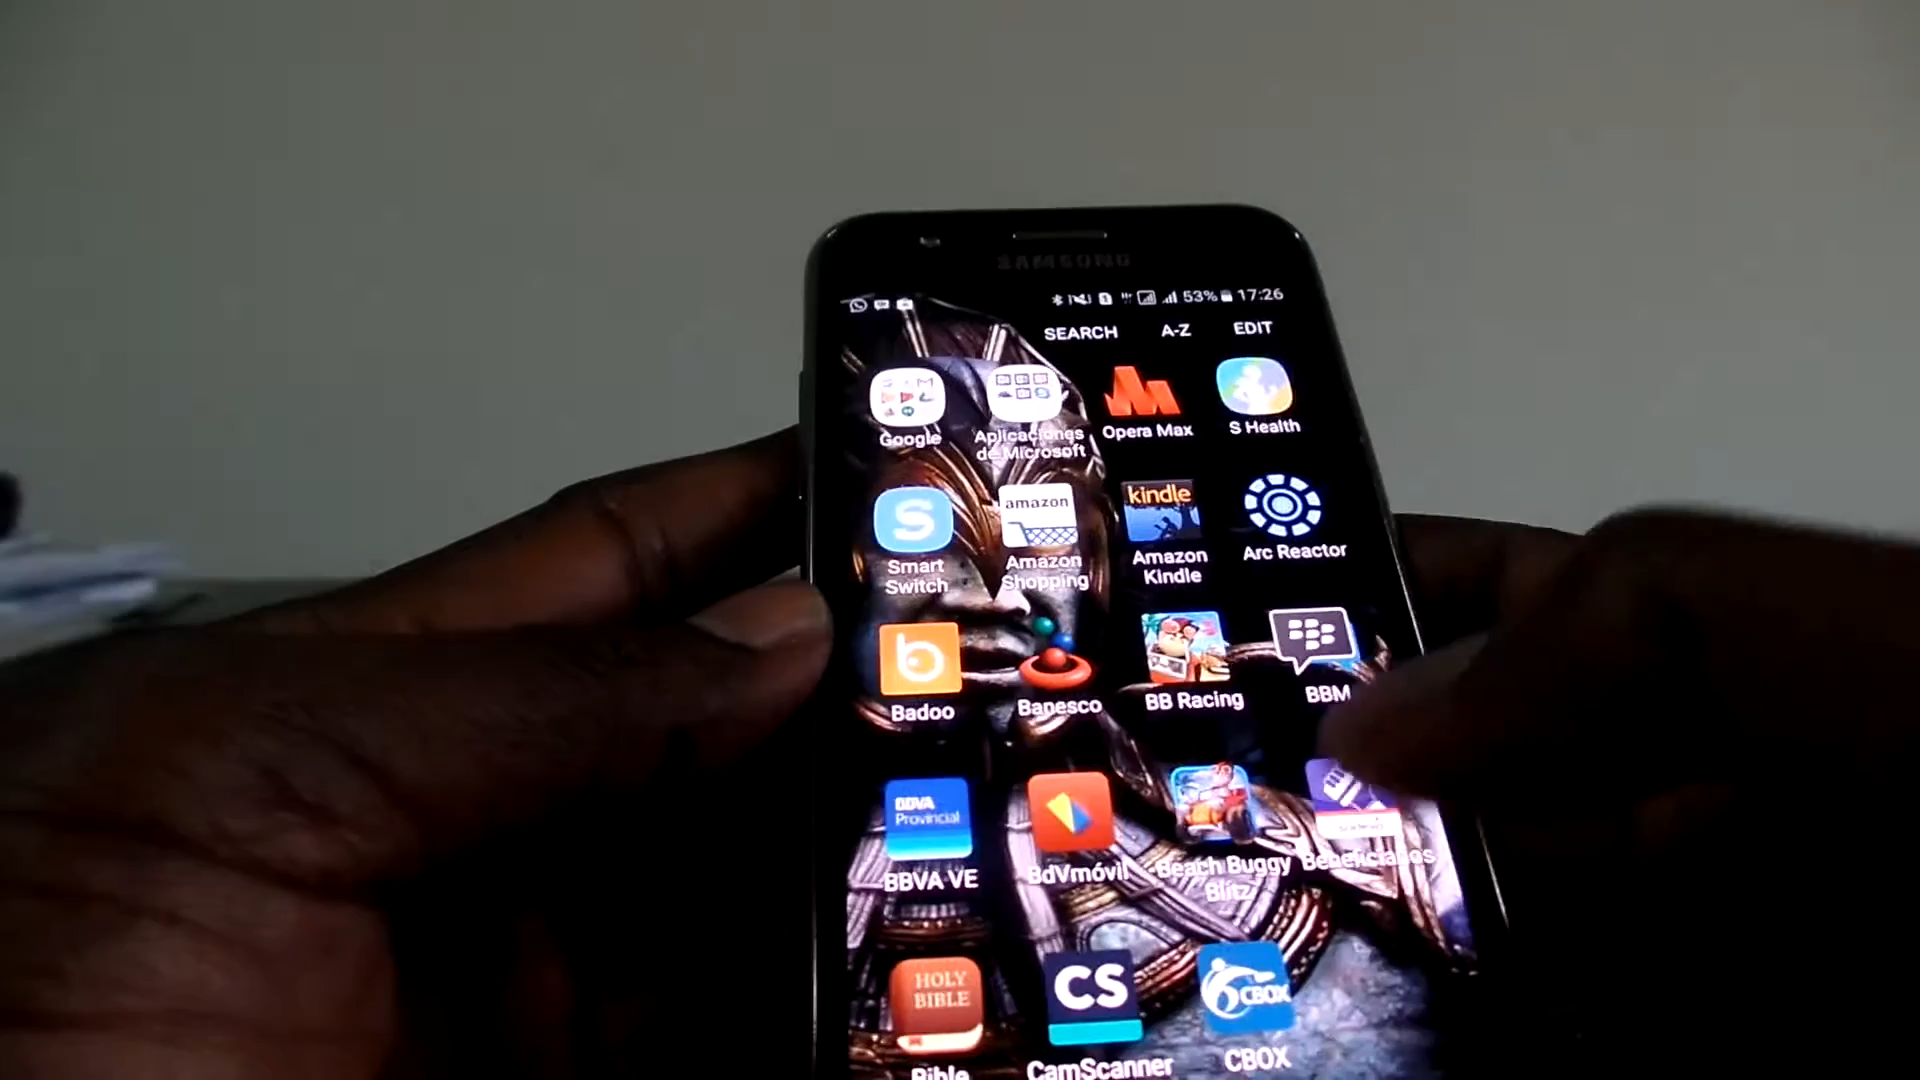 SAMSUNG
53% 17:26
SEARCH A-Z EDIT
Google
Aplicaciones
de Microsoft
Opera Max
S Health
S
amazon
kindle
Smart
Switch
Amazon
Shopping
Amazon
Kindle
Arc Reactor
b
Badoo
Banesco
BB Racing
BBM
BBVA
Provincial
BBVA VE
BdVmóvil
Beach Buggy
Blitz
Beneficiarios
HOLY
BIBLE
CS
CBOX
Bible
CamScanner
CBOX